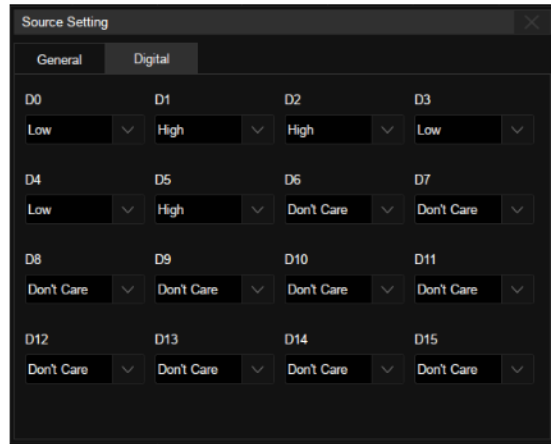 Source Setting
General Digital
D0 D1 D2 D3
Low High High Low
D4 D5 D6 D7
Low High Don't Care Don't Care
D8 D9 D10 D11
Don't Care Don't Care Don't Care Don't Care
D12 D13 D14 D15
Don't Care Don't Care Don't Care Don't Care